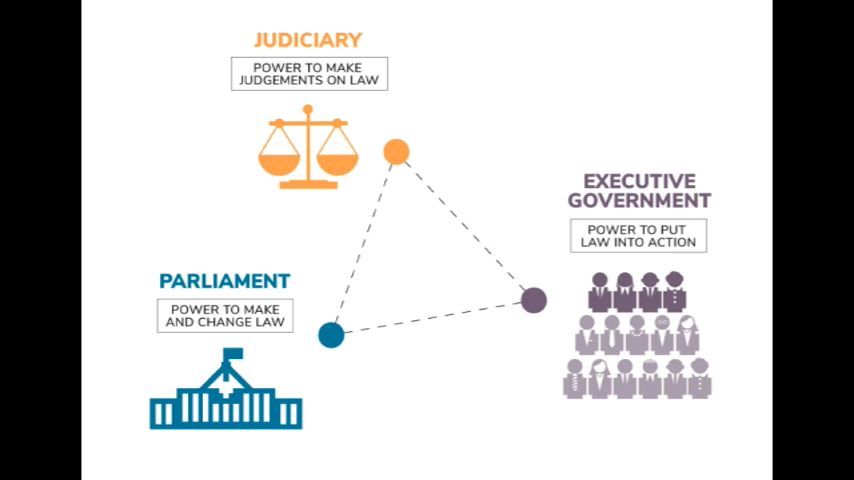 JUDICIARY
POWER TO MAKE
JUDGEMENTS ON LAW
EXECUTIVE
GOVERNMENT
POWER TO PUT
LAW INTO ACTION
PARLIAMENT
POWER TO MAKE
AND CHANGE LAW